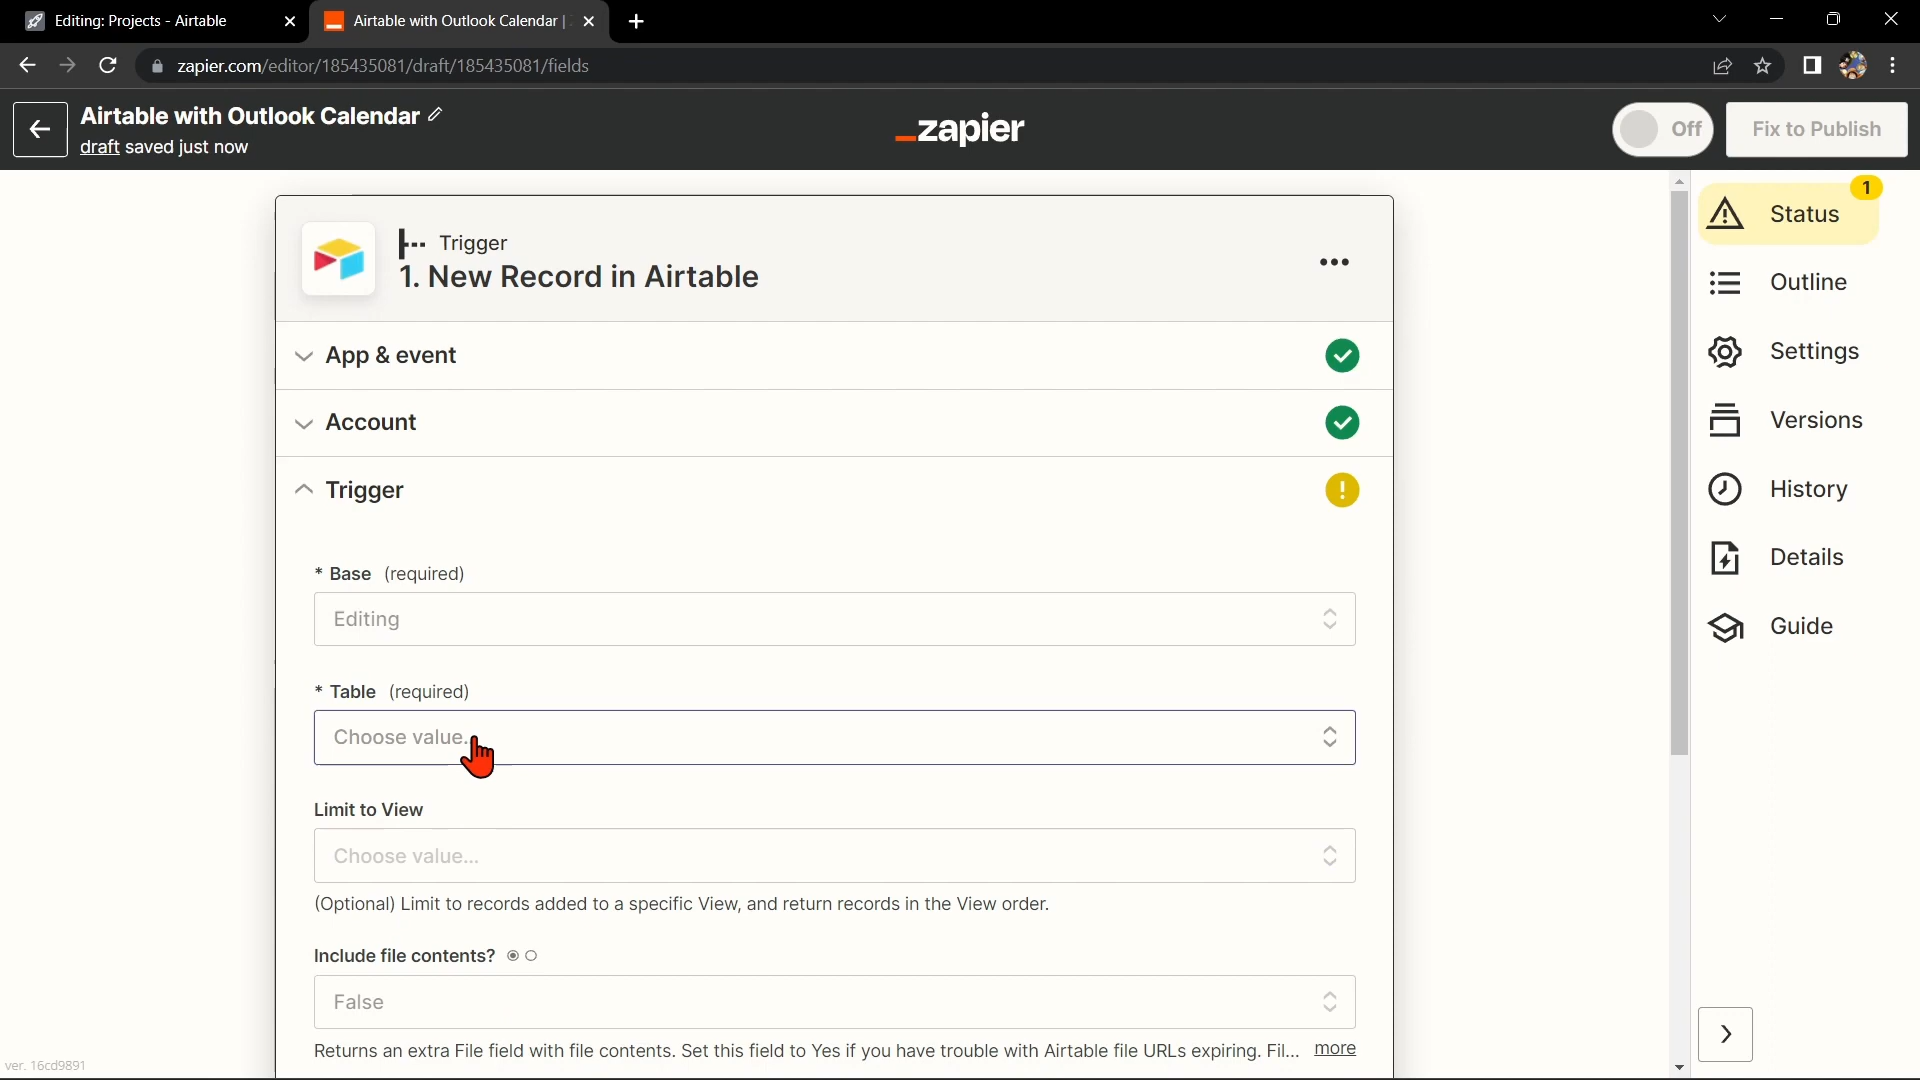 Editing: Projects - Airtable
Airtable with Outlook Calendar |
zapier.com/editor/185435081/draft/185435081/fields
Airtable with Outlook Calendar
draft saved just now
_zapier
Off
Fix to Publish
Trigger
1. New Record in Airtable
App & event
Account
Trigger
!
* Base (required)
Editing
* Table (required)
Choose value..
Limit to View
Choose value...
(Optional) Limit to records added to a specific View, and return records in the View order.
Include file contents?
False
Returns an extra File field with file contents. Set this field to Yes if you have trouble with Airtable file URLs expiring. Fil... more
1
Status
Outline
Settings
Versions
History
Details
Guide
ver. 16cd9891